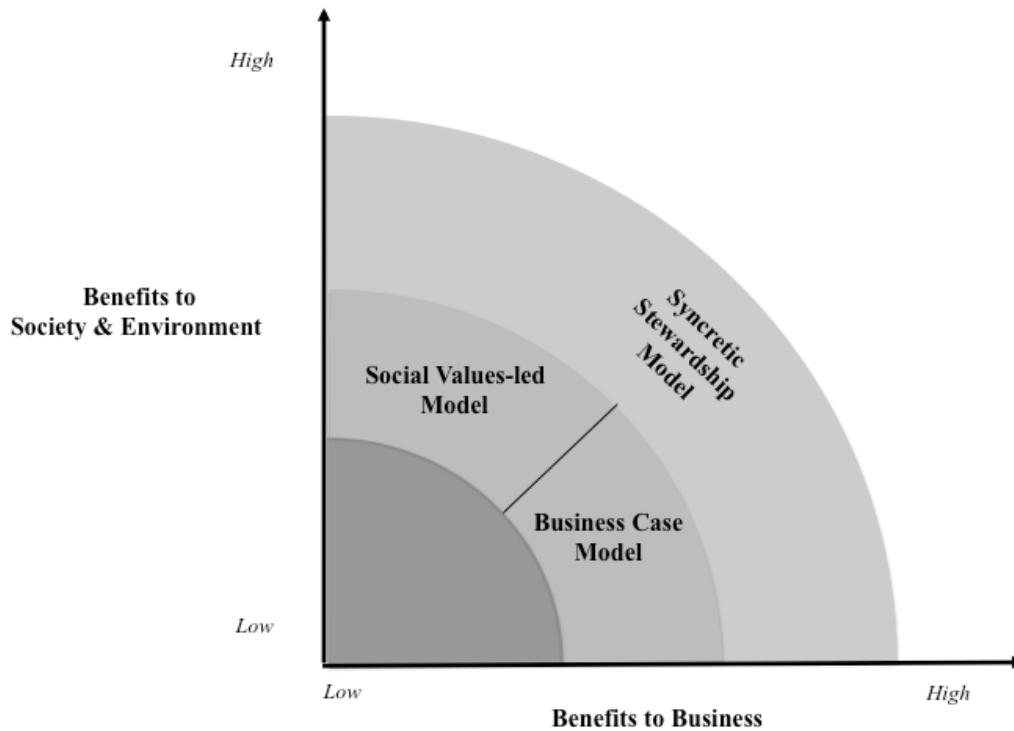 High
Benefits to
Society & Environment
Syncretic
Stewardship
Model
Social Values-led
Model
Business Case
Model
Low
Low
High
Benefits to Business